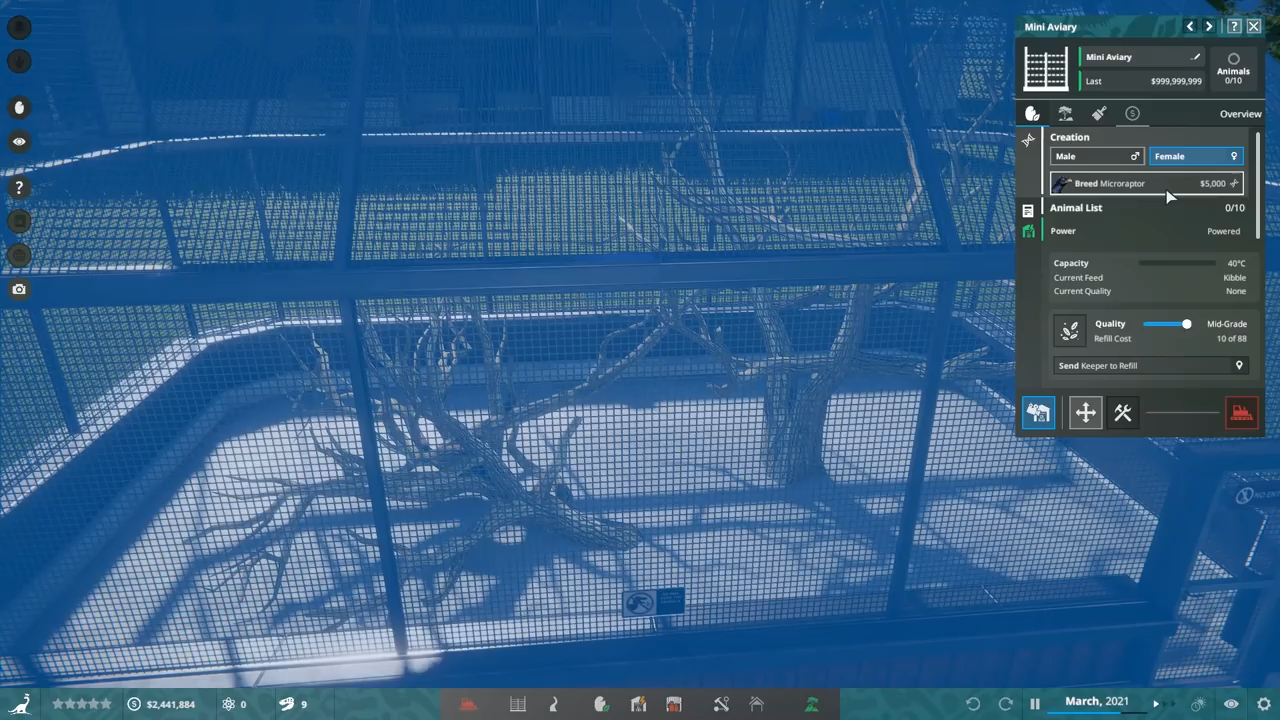 Mini Aviary
Mini Aviary
Last $999,999,999
Animals
0/10
Overview
Creation
Male
Female
Breed Microraptor $5,000
Animal List 0/10
Power Powered
Capacity 40°C
Current Feed Kibble
Current Quality None
Quality Mid-Grade
Refill Cost 10 of 88
Send Keeper to Refill
$2,441,884
0
9
March, 2021